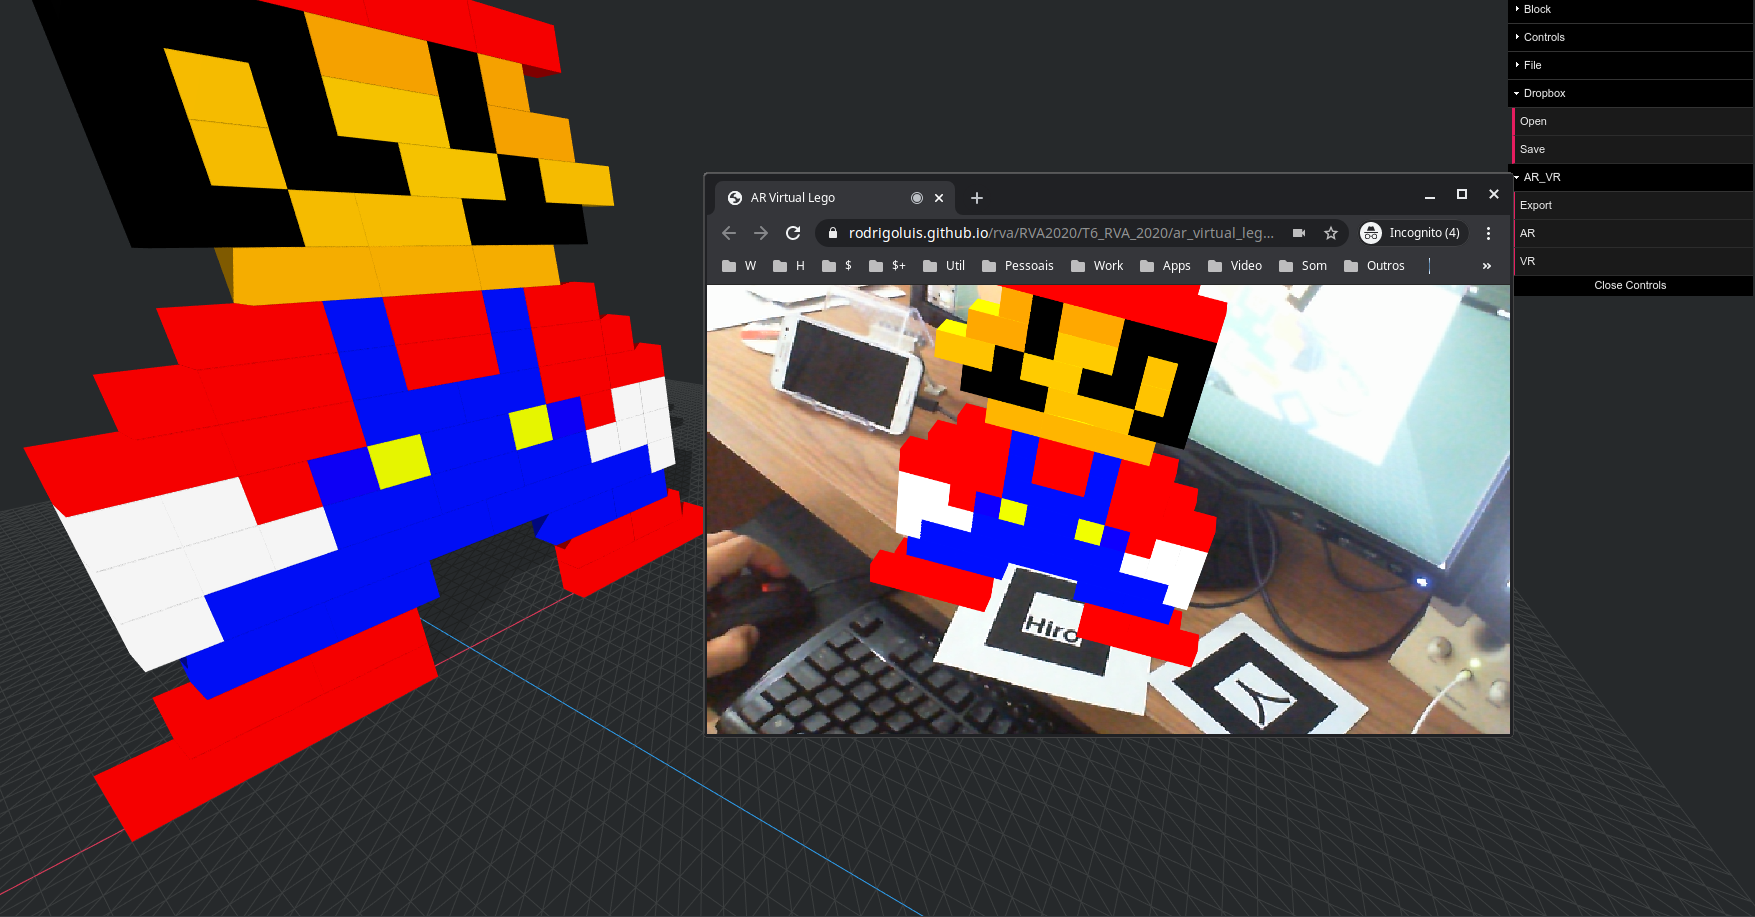 Block
Controls
File
Dropbox
Open
Save
AR_VR
Export
AR
VR
Close Controls
AR Virtual Lego
rodrigoluis.github.io/rva/RVA2020/T6_RVA_2020/ar_virtual_leg...
Incognito (4)
W H $ $+ Util Pessoais Work Apps Video Som Outros »
Hiro